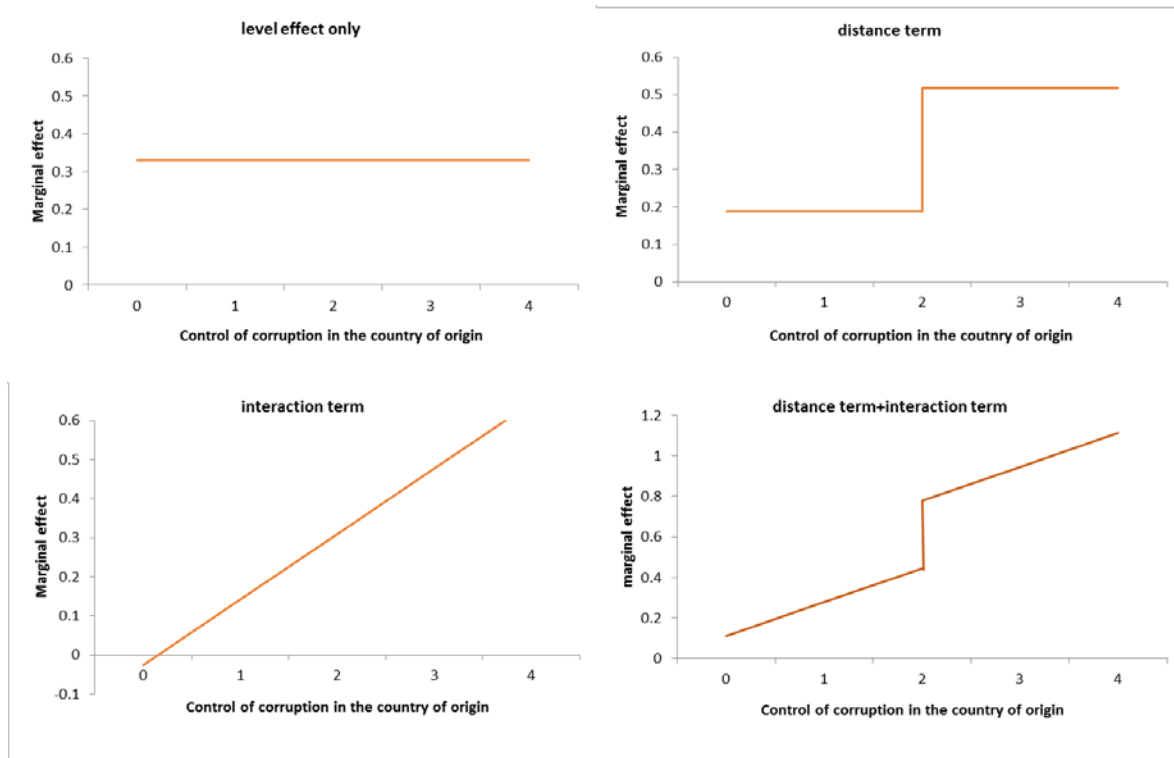 level effect only
0.6
0.5
0.4
0.3
0.2
0.1
0
Marginal effect
0 1 2 3 4
Control of corruption in the country of origin
distance term
0.6
0.5
0.4
0.3
0.2
0.1
0
Marginal effect
0 1 2 3 4
Control of corruption in the coutnry of origin
interaction term
0.6
0.5
0.4
0.3
0.2
0.1
0
-0.1
Marginal effect
0 1 2 3 4
Control of corruption in the country of origin
distance term+interaction term
1.2
1
0.8
0.6
0.4
0.2
0
marginal effect
0 1 2 3 4
Control of corruption in the country of origin